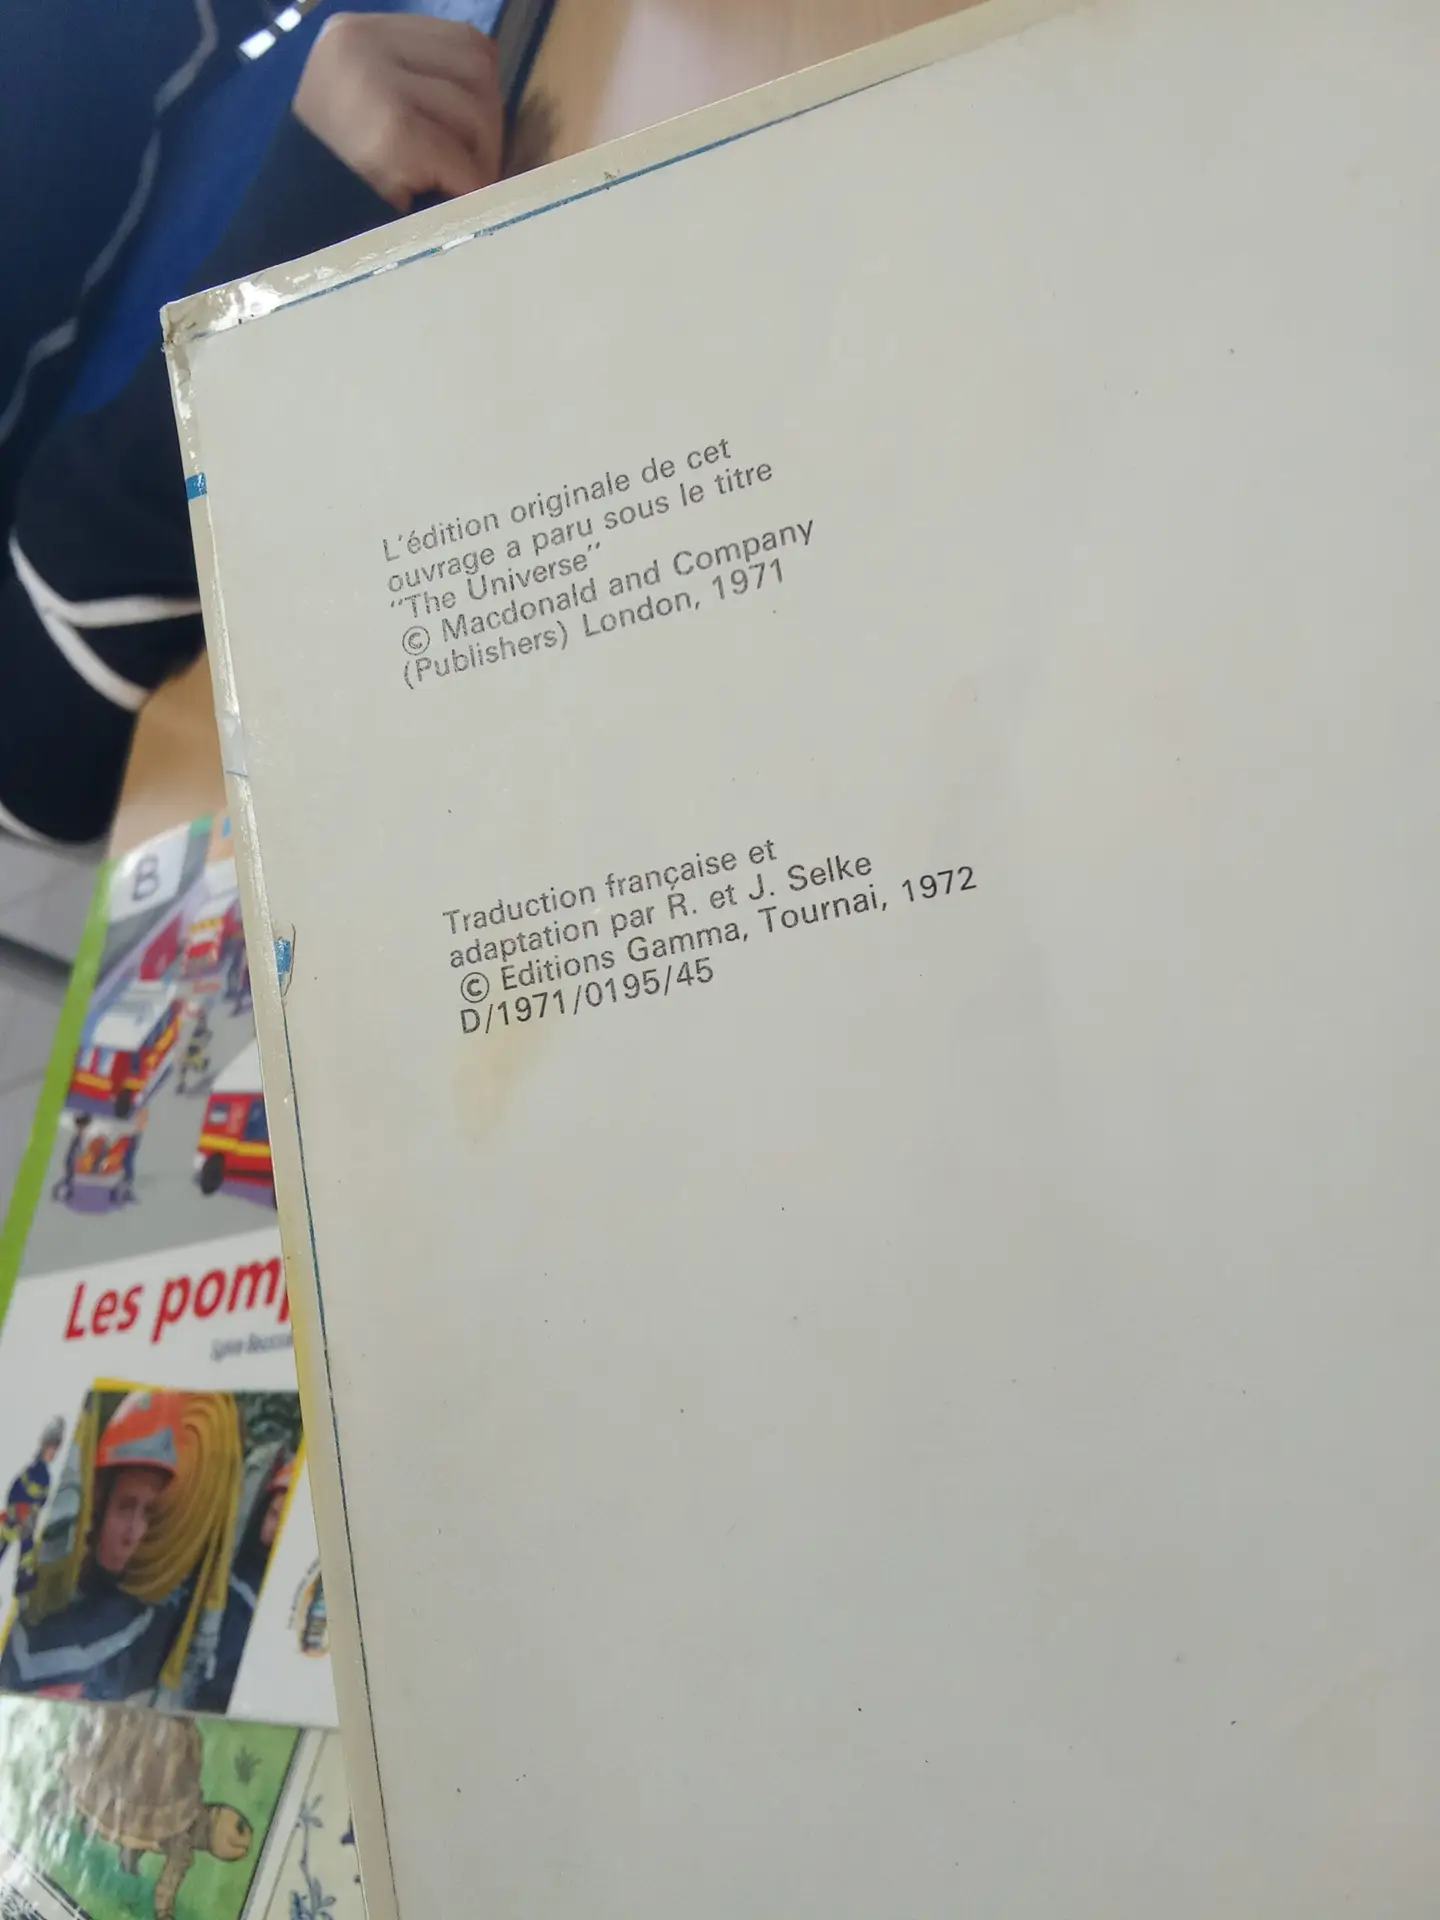 L'édition originale de cet
ouvrage a paru sous le titre
"The Universe"
© Macdonald and Company
(Publishers) London, 1971
Traduction française et
adaptation par R. et J. Selke
© Editions Gamma, Tournai, 1972
D/1971/0195/45
B
Les pom